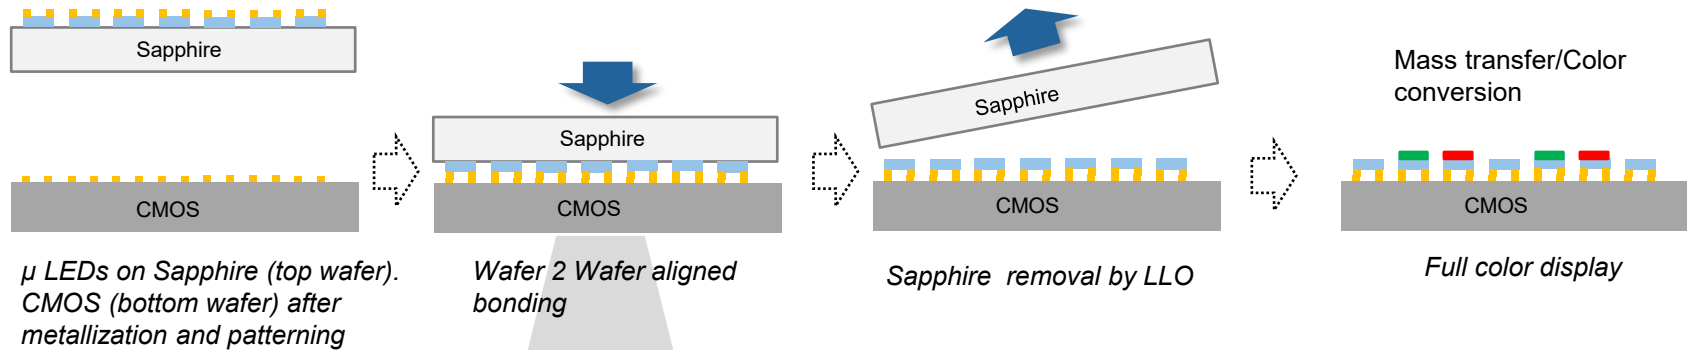 Sapphire
CMOS
μ LEDs on Sapphire (top wafer).
CMOS (bottom wafer) after
metallization and patterning
Sapphire
CMOS
Wafer 2 Wafer aligned
bonding
Sapphire
CMOS
Sapphire removal by LLO
Mass transfer/Color
conversion
CMOS
Full color display